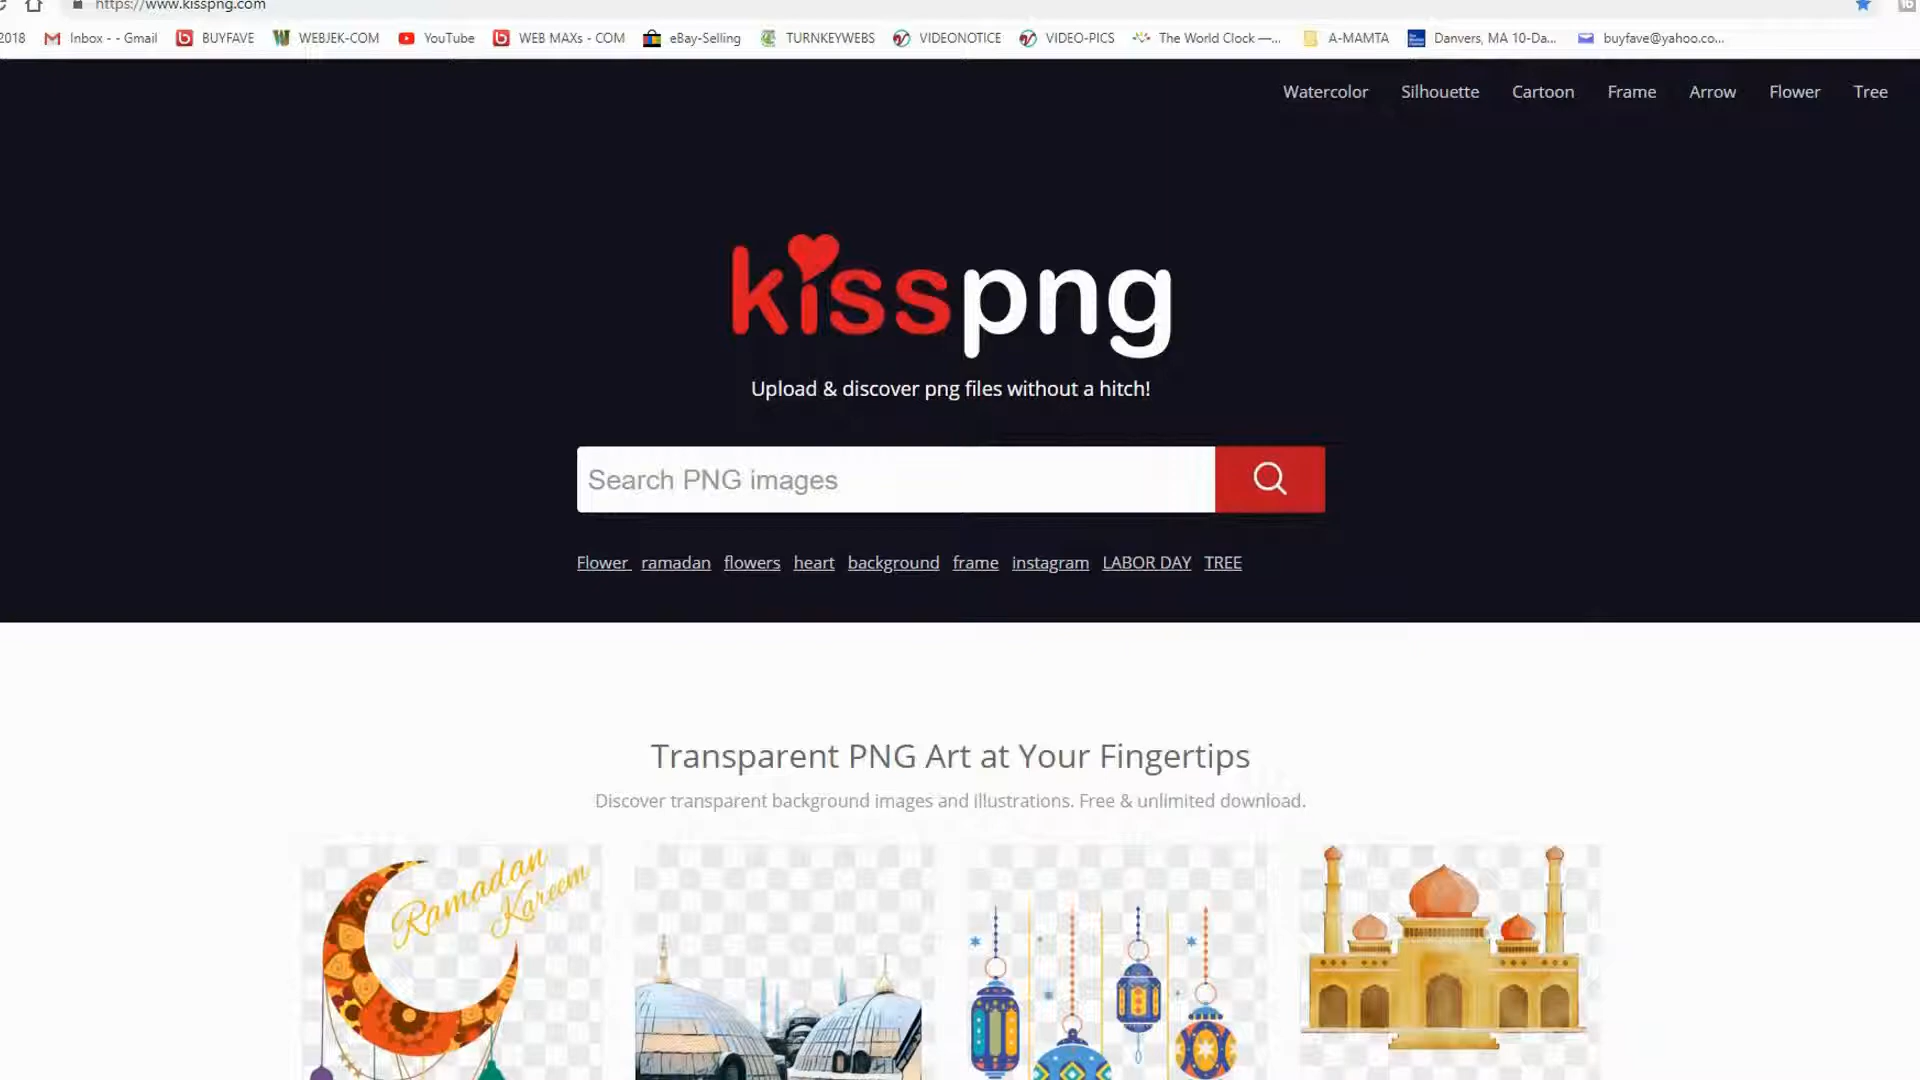 https://www.kisspng.com
2018 Inbox - - Gmail BUYFAVE WEBJEK-COM YouTube WEB MAXs - COM eBay-Selling TURNKEYWEBS VIDEONOTICE VIDEO-PICS The World Clock —... A-MAMTA Danvers, MA 10-Da... buyfave@yahoo.co...
Watercolor Silhouette Cartoon Frame Arrow Flower Tree
kisspng
Upload & discover png files without a hitch!
Search PNG images
Flower ramadan flowers heart background frame instagram LABOR DAY TREE
Transparent PNG Art at Your Fingertips
Discover transparent background images and illustrations. Free & unlimited download.
Ramadan
Kareem